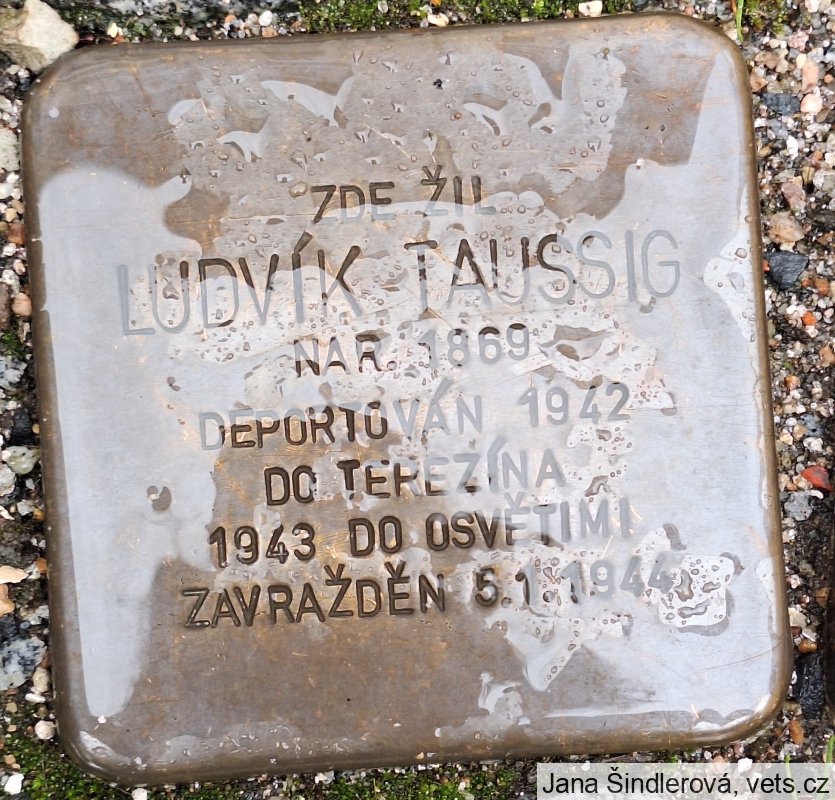 ZDE ŽIL
LUDVÍK TAUSSIG
NAR. 1869
DEPORTOVÁN 1942
DO TEREZÍNA
1943 DO OSVĚTIMI
ZAVRAŽDĚN 5.1.1944
Jana Šindlerová, vets.cz